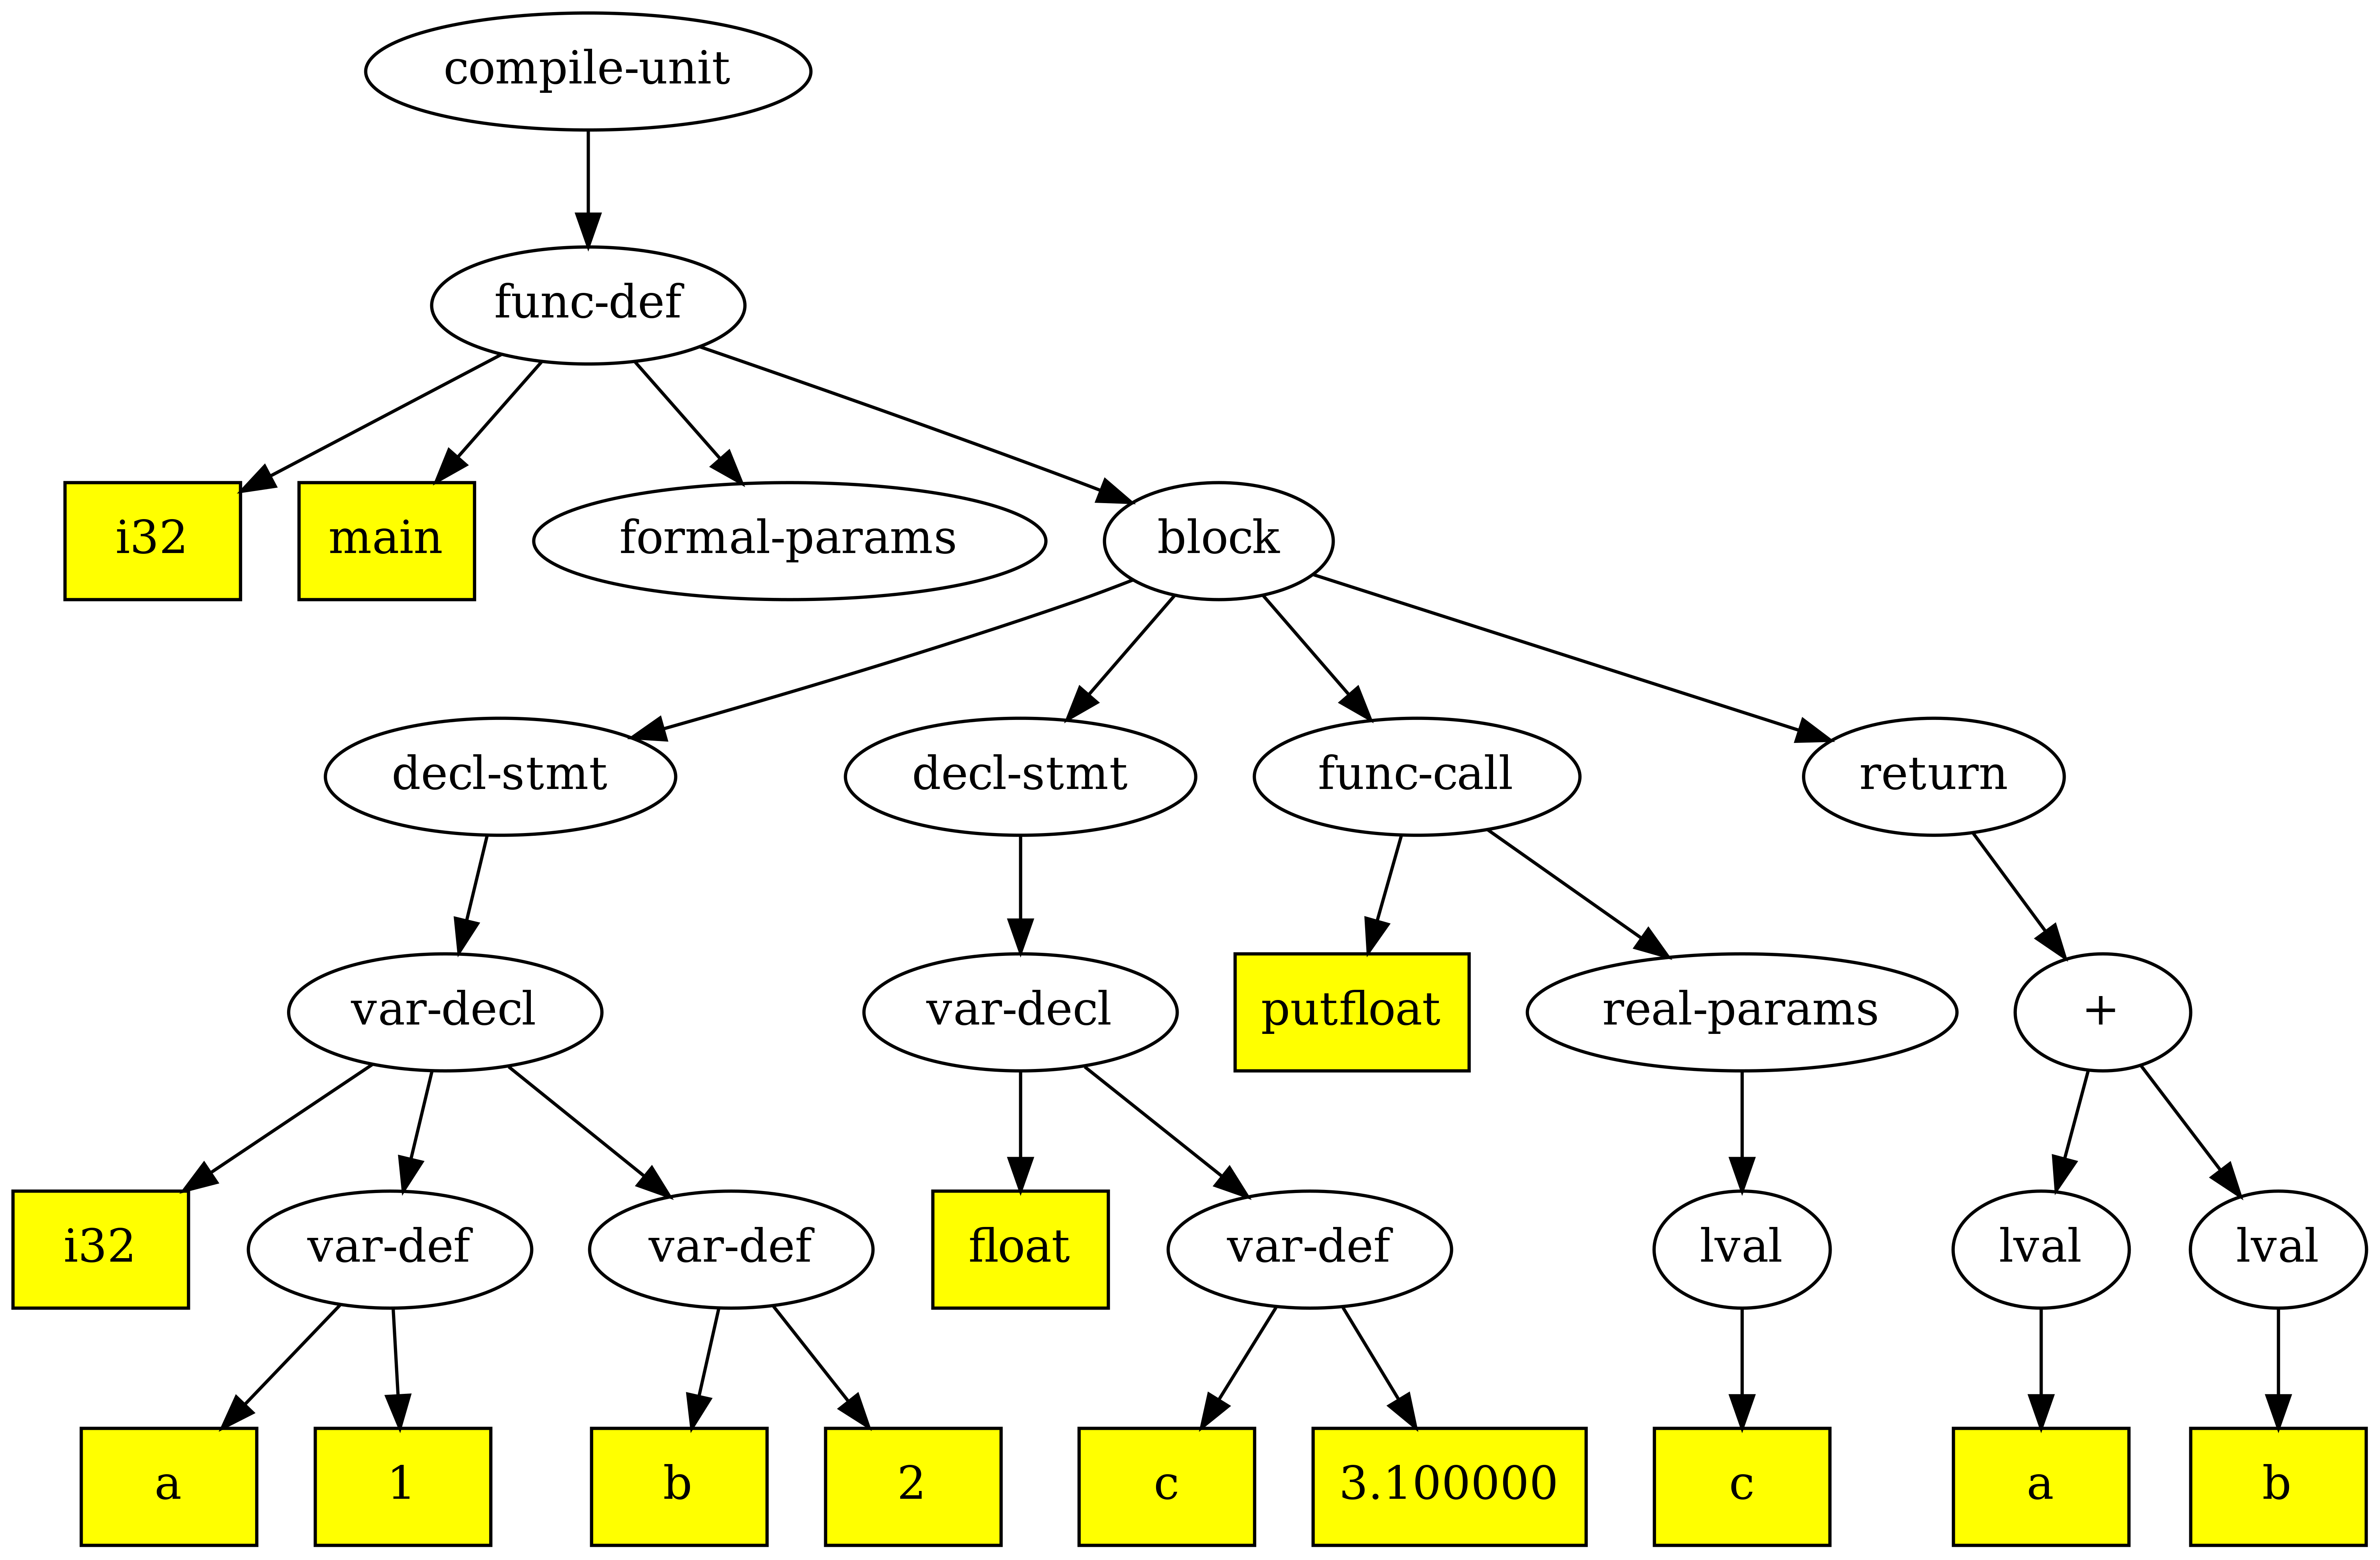 compile-unit
func-def
i32
main
formal-params
block
decl-stmt
decl-stmt
func-call
return
var-decl
var-decl
putfloat
real-params
+
i32
var-def
var-def
float
var-def
lval
lval
lval
a
1
b
2
c
3.100000
c
a
b